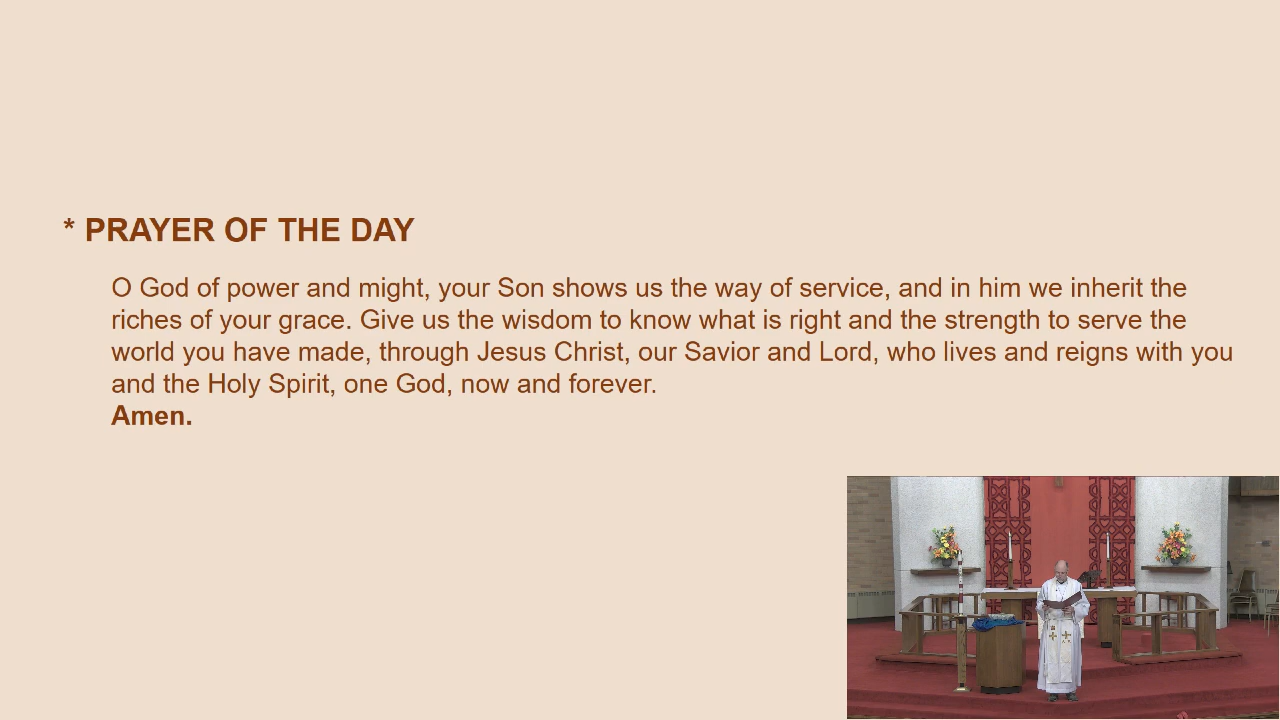 * PRAYER OF THE DAY
O God of power and might, your Son shows us the way of service, and in him we inherit the
riches of your grace. Give us the wisdom to know what is right and the strength to serve the
world you have made, through Jesus Christ, our Savior and Lord, who lives and reigns with you
and the Holy Spirit, one God, now and forever.
Amen.